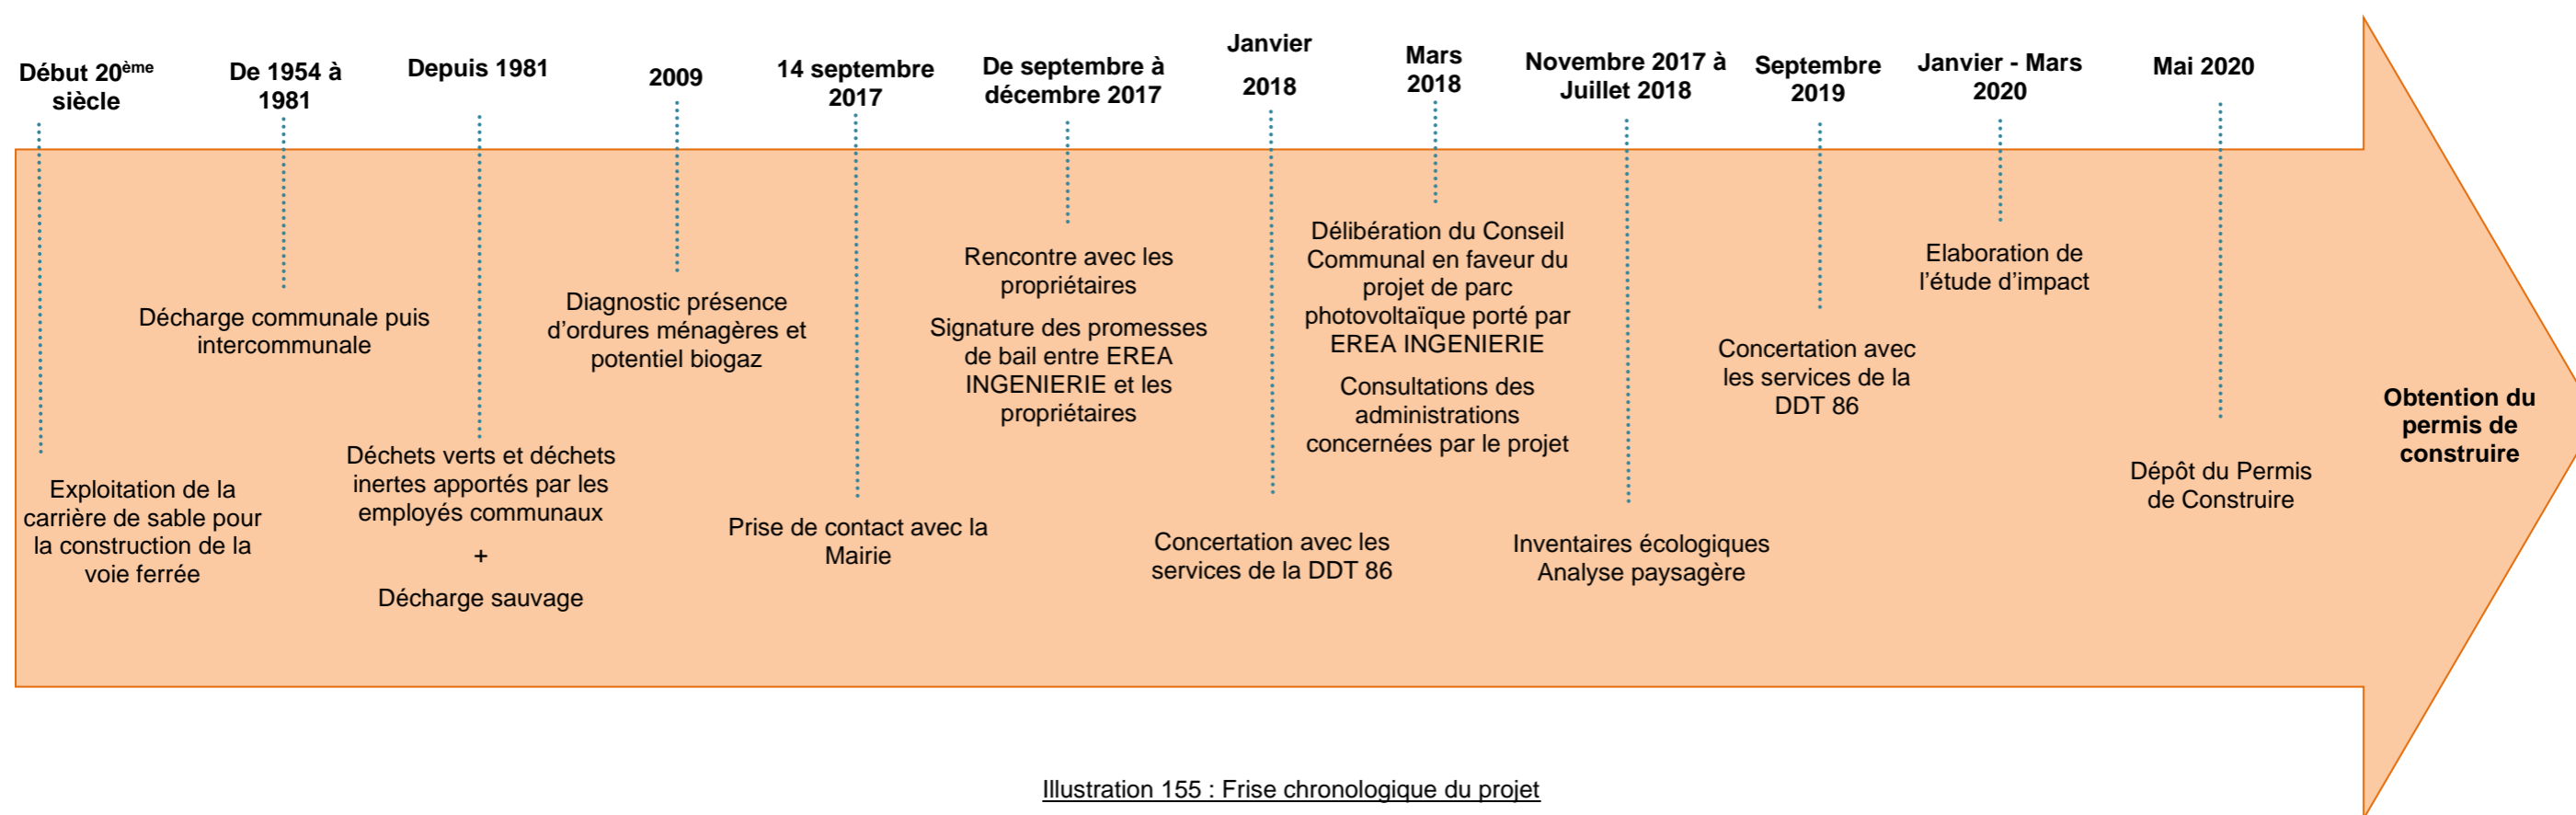 Début 20ème
siècle
De 1954 à
1981
Depuis 1981
2009
14 septembre
2017
De septembre à
décembre 2017
Janvier
2018
Mars
2018
Novembre 2017 à
Juillet 2018
Septembre
2019
Janvier - Mars
2020
Mai 2020
Exploitation de la
carrière de sable pour
la construction de la
voie ferrée
Décharge communale puis
intercommunale
Déchets verts et déchets
inertes apportés par les
employés communaux
+
Décharge sauvage
Diagnostic présence
d'ordures ménagères et
potentiel biogaz
Prise de contact avec la
Mairie
Rencontre avec les
propriétaires
Signature des promesses
de bail entre EREA
INGENIERIE et les
propriétaires
Concertation avec les
services de la DDT 86
Délibération du Conseil
Communal en faveur du
projet de parc
photovoltaïque porté par
EREA INGENIERIE
Consultations des
administrations
concernées par le projet
Inventaires écologiques
Analyse paysagère
Concertation avec
les services de la
DDT 86
Elaboration de
l'étude d'impact
Dépôt du Permis
de Construire
Obtention du
permis de
construire
Illustration 155 : Frise chronologique du projet